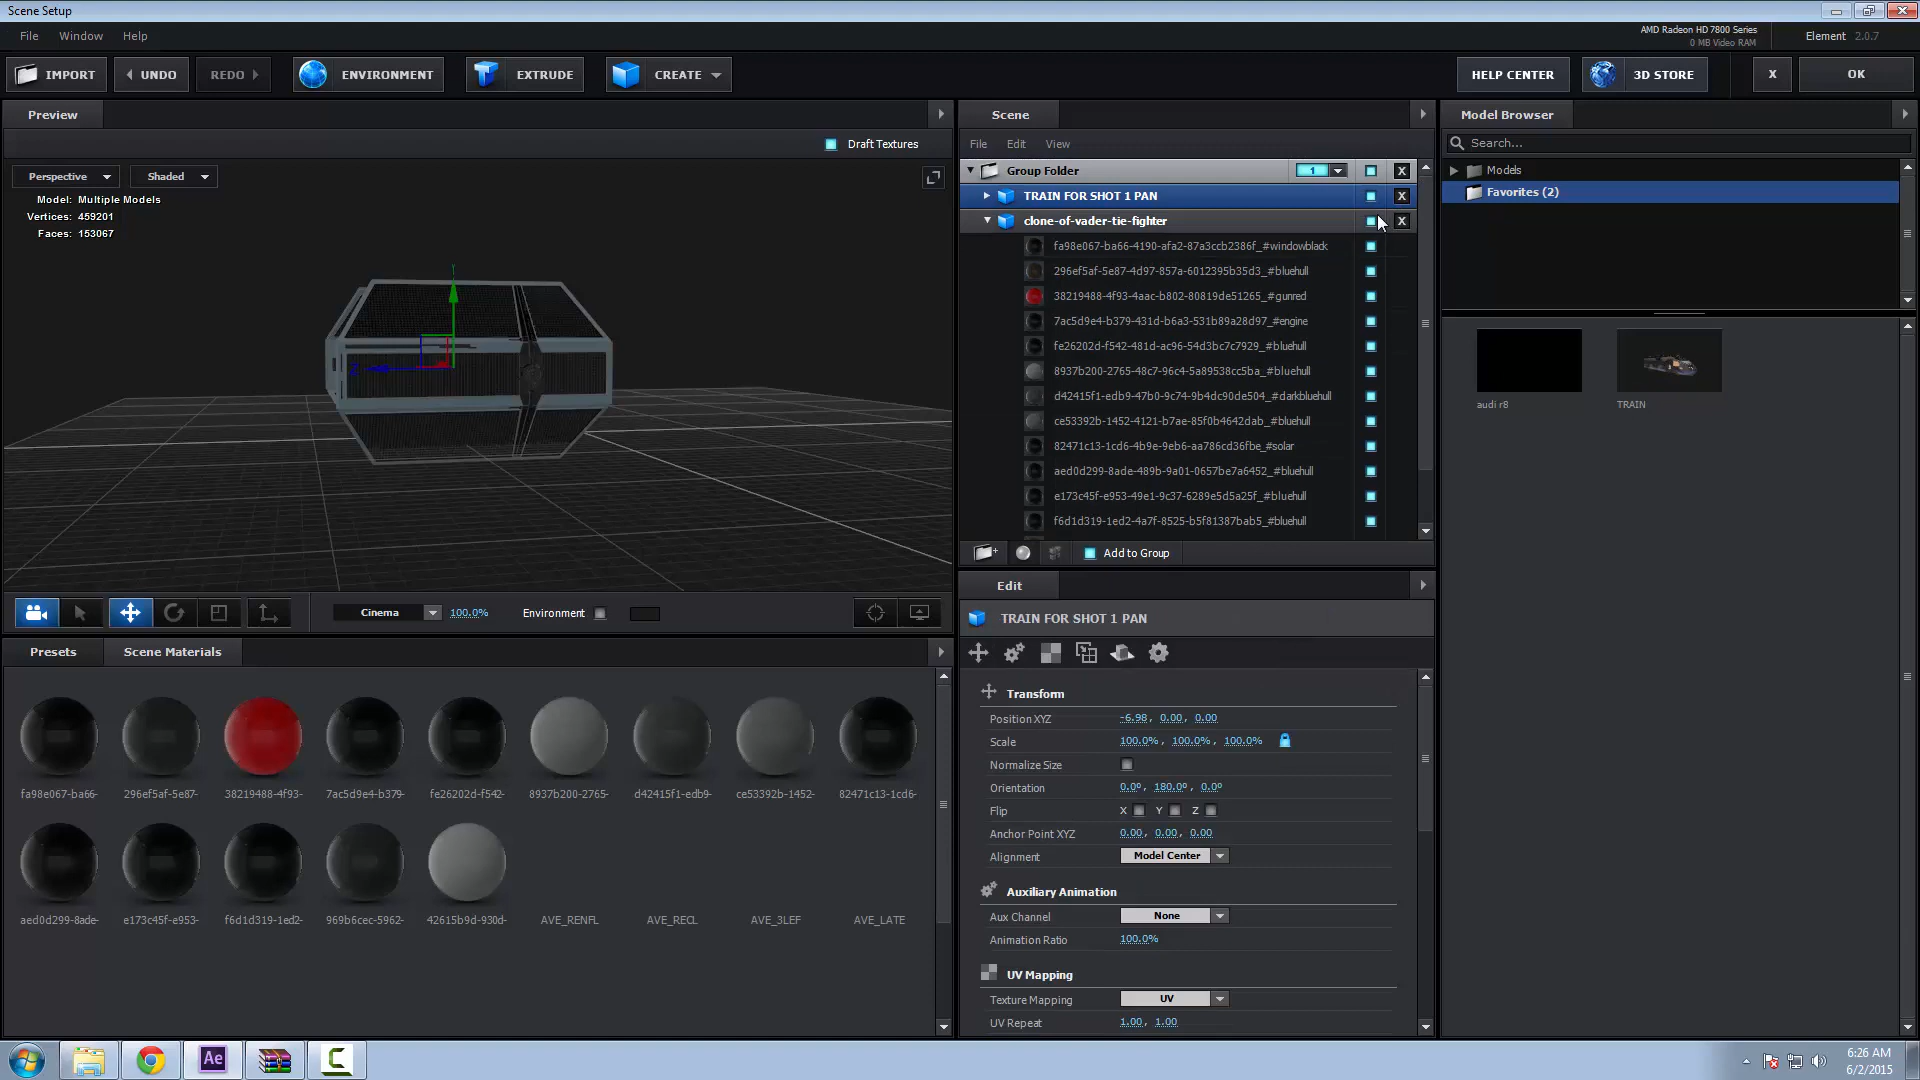 Scene Setup
File Window Help
AMD Radeon HD 7800 Series
0 MB Video RAM
Element 2.0.7
IMPORT UNDO REDO ENVIRONMENT EXTRUDE CREATE HELP CENTER 3D STORE X OK
Preview
Draft Textures
Perspective Shaded
Model: Multiple Models
Vertices: 459201
Faces: 153067
Cinema 100.0% Environment
Presets Scene Materials
fa98e067-ba66- 296ef5af-5e87- 38219488-4f93- 7ac5d9e4-b379- fe26202d-f542- 8937b200-2765- d42415f1-edb9- ce53392b-1452- 82471c13-1cd6-
aed0d299-8ade- e173c45f-e953- f6d1d319-1ed2- 969b6cec-5962- 42615b9d-930d- AVE_RENFL AVE_RECL AVE_3LEF AVE_LATE
Scene
File Edit View
Group Folder 1 X
TRAIN FOR SHOT 1 PAN X
clone-of-vader-tie-fighter X
fa98e067-ba66-4190-afa2-87a3ccb2386f_#windowblack
296ef5af-5e87-4d97-857a-6012395b35d3_#bluehull
38219488-4f93-4aac-b802-80819de51265_#gunred
7ac5d9e4-b379-431d-b6a3-531b89a28d97_#engine
fe26202d-f542-481d-ac96-54d3bc7c7929_#bluehull
8937b200-2765-48c7-96c4-5a89538cc5ba_#bluehull
d42415f1-edb9-47b0-9c74-9b4dc90de504_#darkbluehull
ce53392b-1452-4121-b7ae-85f0b4642dab_#bluehull
82471c13-1cd6-4b9e-9eb6-aa786cd36fbe_#solar
aed0d299-8ade-489b-9a01-0657be7a6452_#bluehull
e173c45f-e953-49e1-9c37-6289e5d5a25f_#bluehull
f6d1d319-1ed2-4a7f-8525-b5f81387bab5_#bluehull
Add to Group
Edit
TRAIN FOR SHOT 1 PAN
Transform
Position XYZ -6.98, 0.00, 0.00
Scale 100.0%, 100.0%, 100.0%
Normalize Size
Orientation 0.0°, 180.0°, 0.0°
Flip X Y Z
Anchor Point XYZ 0.00, 0.00, 0.00
Alignment Model Center
Auxiliary Animation
Aux Channel None
Animation Ratio 100.0%
UV Mapping
Texture Mapping UV
UV Repeat 1.00, 1.00
Model Browser
Search...
Models
Favorites (2)
audi r8 TRAIN
Ae
6:26 AM
6/2/2015